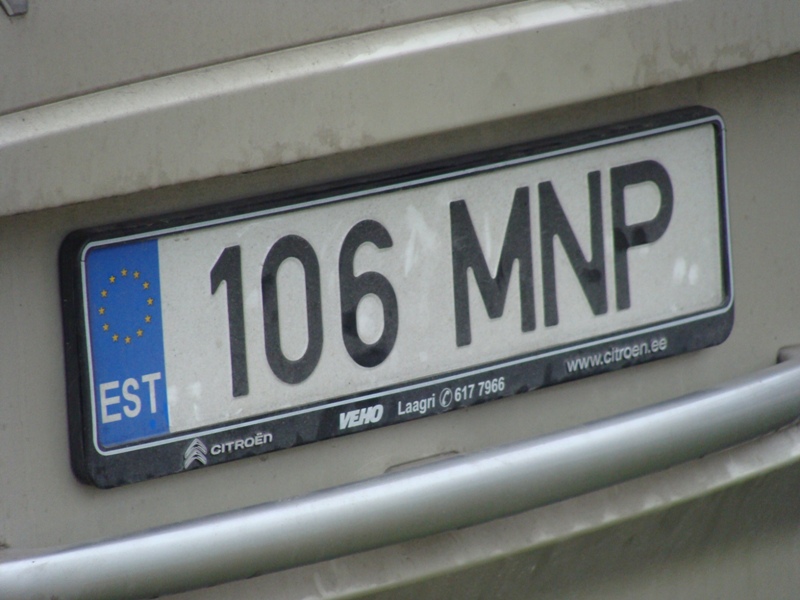 106 MNP
EST
CITROËN VEHO Laagri ✆ 617 7966 www.citroen.ee